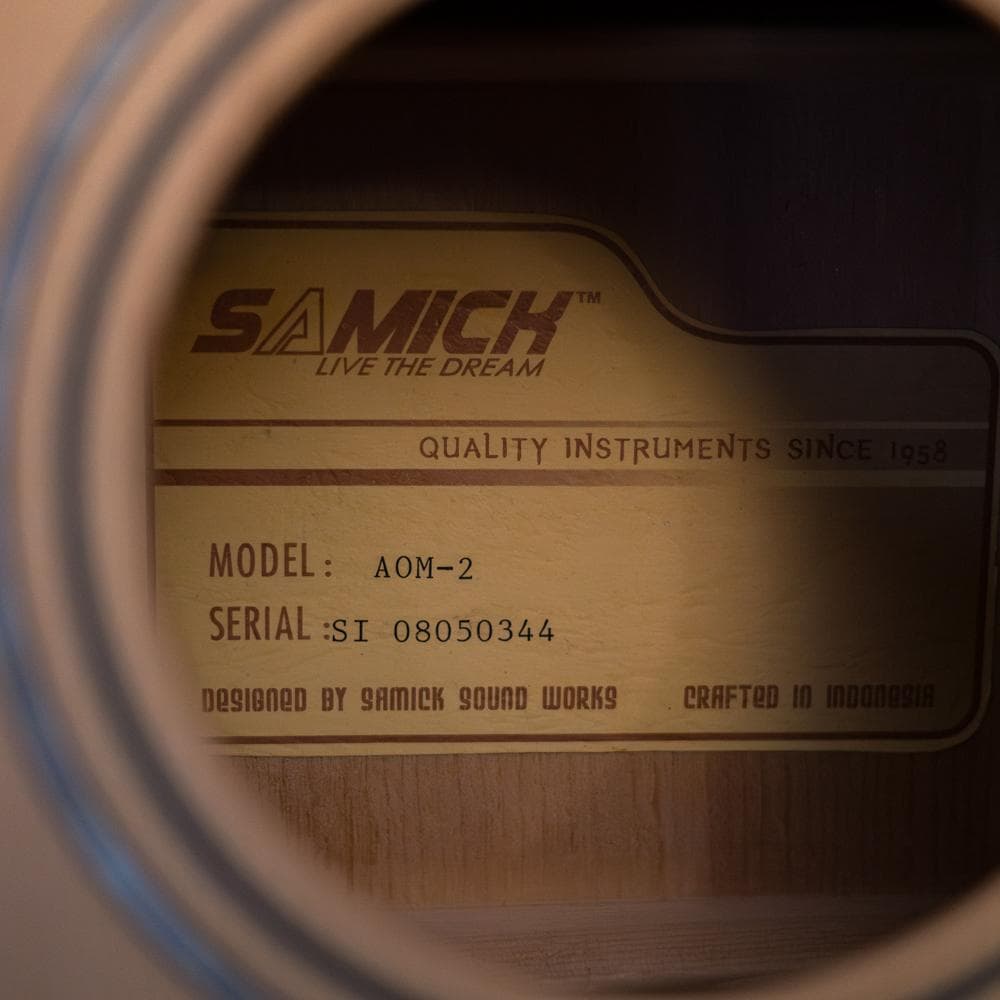 SAMICK™
LIVE THE DREAM
QUALITY INSTRUMENTS SINCE 1958
MODEL: AOM-2
SERIAL: SI 08050344
DESIGNED BY SAMICK SOUND WORKS CRAFTED IN INDONESIA